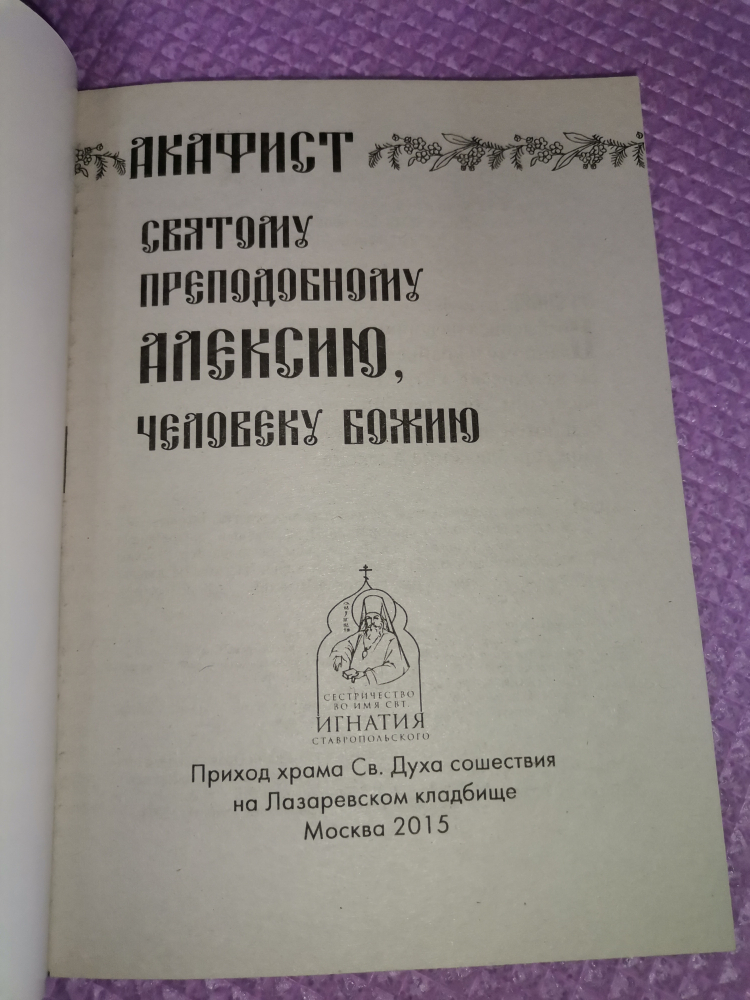 АКАФИСТ
СВЯТОМУ
ПРЕПОДОБНОМУ
АЛЕКСИЮ,
ЧЕЛОВЕКУ БОЖИЮ
СЕСТРИЧЕСТВО
ВО ИМЯ СВТ.
ИГНАТИЯ
СТАВРОПОЛЬСКОГО
Приход храма Св. Духа сошествия
на Лазаревском кладбище
Москва 2015